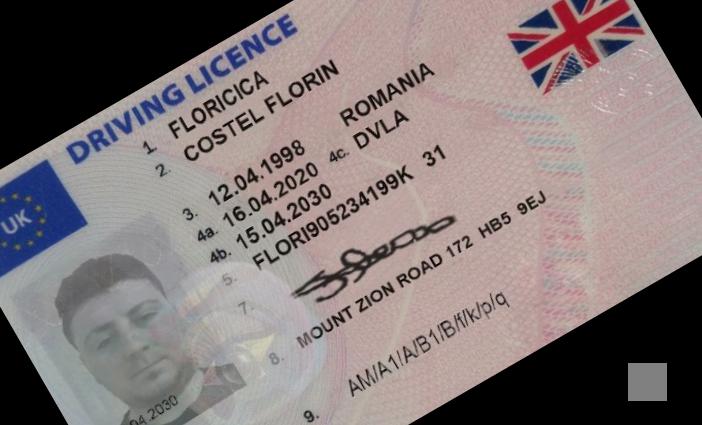 DRIVING LICENCE
UK
1. FLORICICA
2. COSTEL FLORIN
3. 12.04.1998 ROMANIA
4a. 16.04.2020 4c. DVLA
4b. 15.04.2030
5. FLORI905234199K 31
7.
8. MOUNT ZION ROAD 172 HB5 9EJ
9. AM/A1/A/B1/B/f/k/p/q
04.2030